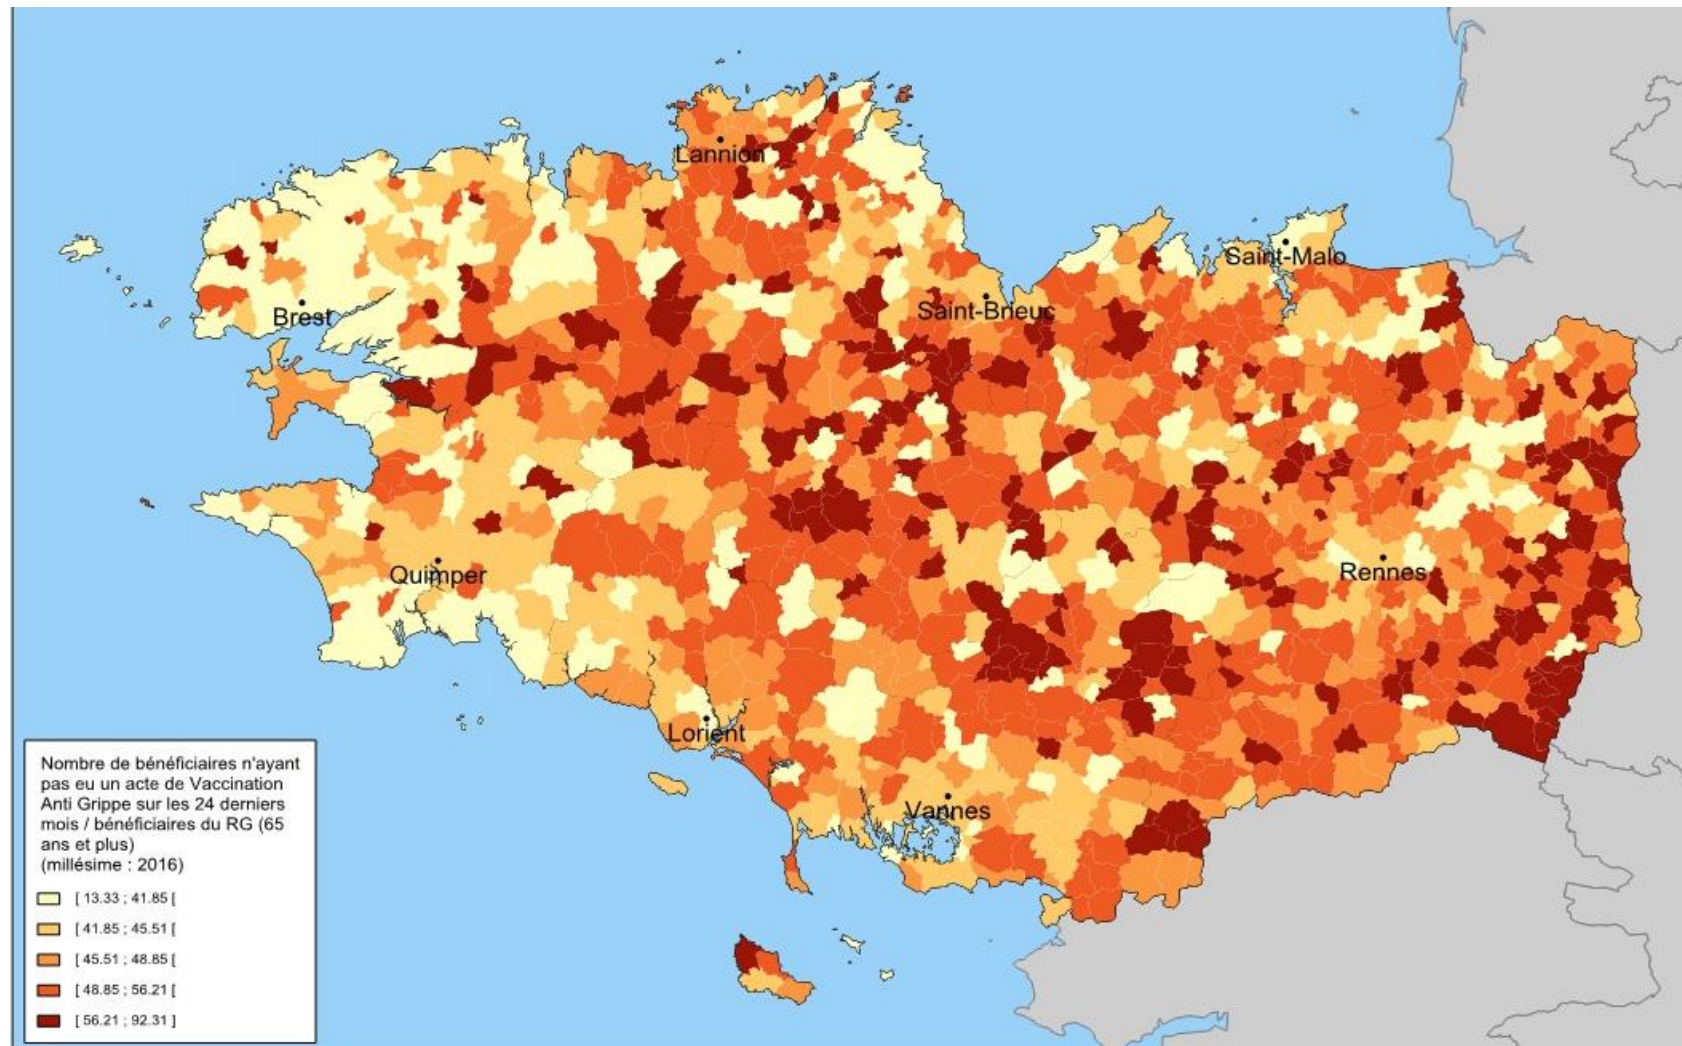 Lannion
Saint-Malo
Brest
Saint-Brieuc
Quimper
Rennes
Lorient
Vannes
Nombre de bénéficiaires n'ayant
pas eu un acte de Vaccination
Anti Grippe sur les 24 derniers
mois / bénéficiaires du RG (65
ans et plus)
(millésime : 2016)
[ 13.33 ; 41.85 [
[ 41.85 ; 45.51 [
[ 45.51 ; 48.85 [
[ 48.85 ; 56.21 [
[ 56.21 ; 92.31 ]